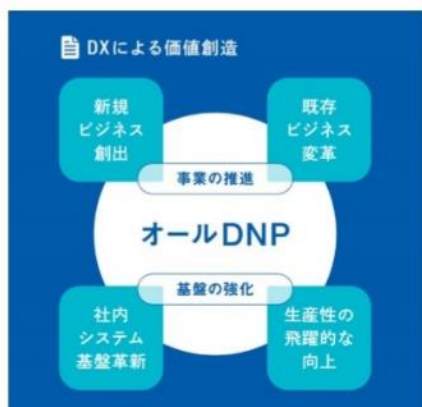 DXによる価値創造
新規
ビジネス
創出
既存
ビジネス
変革
事業の推進
オールDNP
基盤の強化
社内
システム
基盤革新
生産性の
飛躍的な
向上